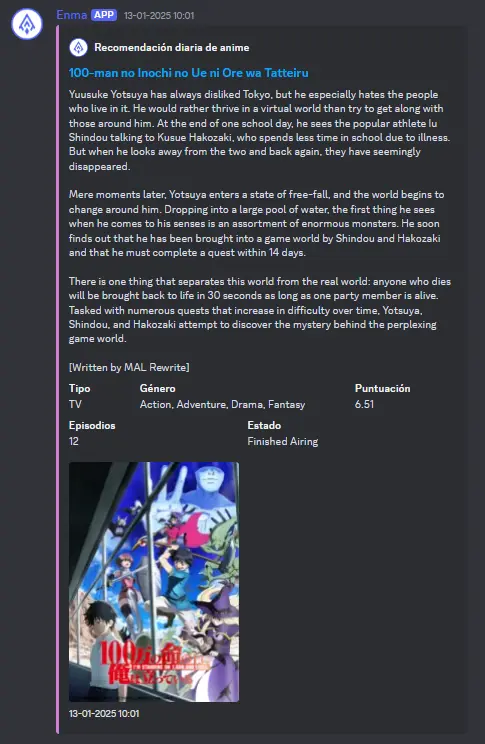 Enma APP 13-01-2025 10:01
Recomendación diaria de anime
100-man no Inochi no Ue ni Ore wa Tatteiru
Yuusuke Yotsuya has always disliked Tokyo, but he especially hates the people
who live in it. He would rather thrive in a virtual world than try to get along with
those around him. At the end of one school day, he sees the popular athlete Iu
Shindou talking to Kusue Hakozaki, who spends less time in school due to illness.
But when he looks away from the two and back again, they have seemingly
disappeared.
Mere moments later, Yotsuya enters a state of free-fall, and the world begins to
change around him. Dropping into a large pool of water, the first thing he sees
when he comes to his senses is an assortment of enormous monsters. He soon
finds out that he has been brought into a game world by Shindou and Hakozaki
and that he must complete a quest within 14 days.
There is one thing that separates this world from the real world: anyone who dies
will be brought back to life in 30 seconds as long as one party member is alive.
Tasked with numerous quests that increase in difficulty over time, Yotsuya,
Shindou, and Hakozaki attempt to discover the mystery behind the perplexing
game world.
[Written by MAL Rewrite]
Tipo Género Puntuación
TV Action, Adventure, Drama, Fantasy 6.51
Episodios Estado
12 Finished Airing
100万の命の上に
俺は立っている
13-01-2025 10:01